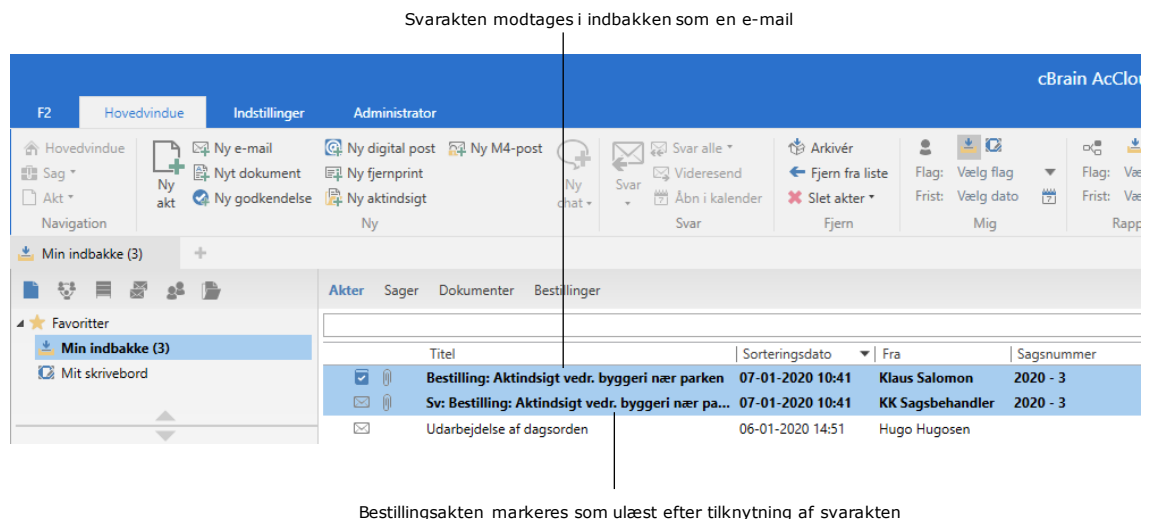 Svarakten modtages i indbakken som en e-mail
cBrain AcClou
F2 Hovedvindue Indstillinger Administrator
Hovedvindue Ny e-mail Ny digital post Ny M4-post Svar alle Arkivér
Sag Nyt dokument Ny fjernprint Videresend Fjern fra liste Flag: Vælg flag Flag: Væ
Akt Ny akt Ny godkendelse Ny aktindsigt Ny chat Svar Åbn i kalender Slet akter Frist: Vælg dato Frist: Væ
Navigation Ny Svar Fjern Mig Rapp
Min indbakke (3) +
Akter Sager Dokumenter Bestillinger
Favoritter
Min indbakke (3) Titel Sorteringsdato Fra Sagsnummer
Mit skrivebord Bestilling: Aktindsigt vedr. byggeri nær parken 07-01-2020 10:41 Klaus Salomon 2020 - 3
Sv: Bestilling: Aktindsigt vedr. byggeri nær pa... 07-01-2020 10:41 KK Sagsbehandler 2020 - 3
Udarbejdelse af dagsorden 06-01-2020 14:51 Hugo Hugosen
Bestillingsakten markeres som ulæst efter tilknytning af svarakten